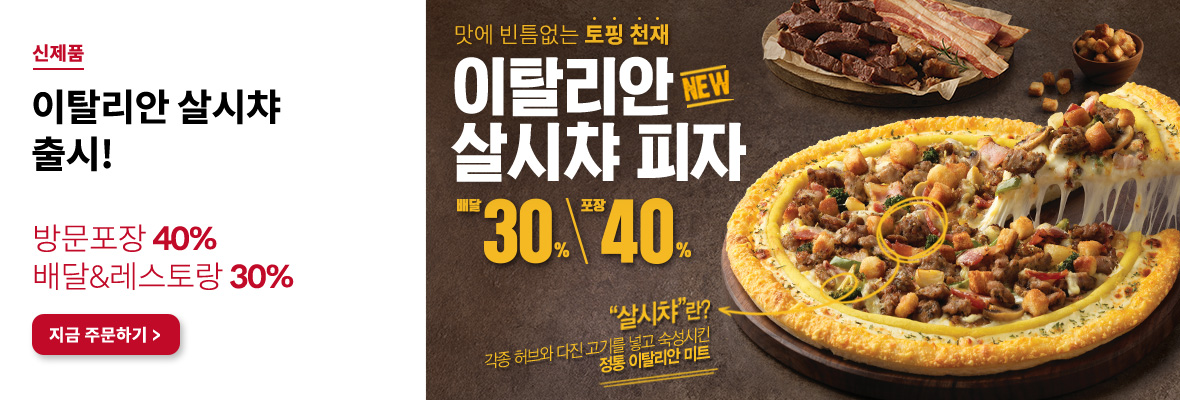 신제품
이탈리안 살시챠
출시!
방문포장 40%
배달&레스토랑 30%
지금 주문하기 >
맛에 빈틈없는 토핑 천재
이탈리안 NEW
살시챠 피자
배달 30% \ 포장 40%
“살시챠”란?
각종 허브와 다진 고기를 넣고 숙성시킨
정통 이탈리안 미트